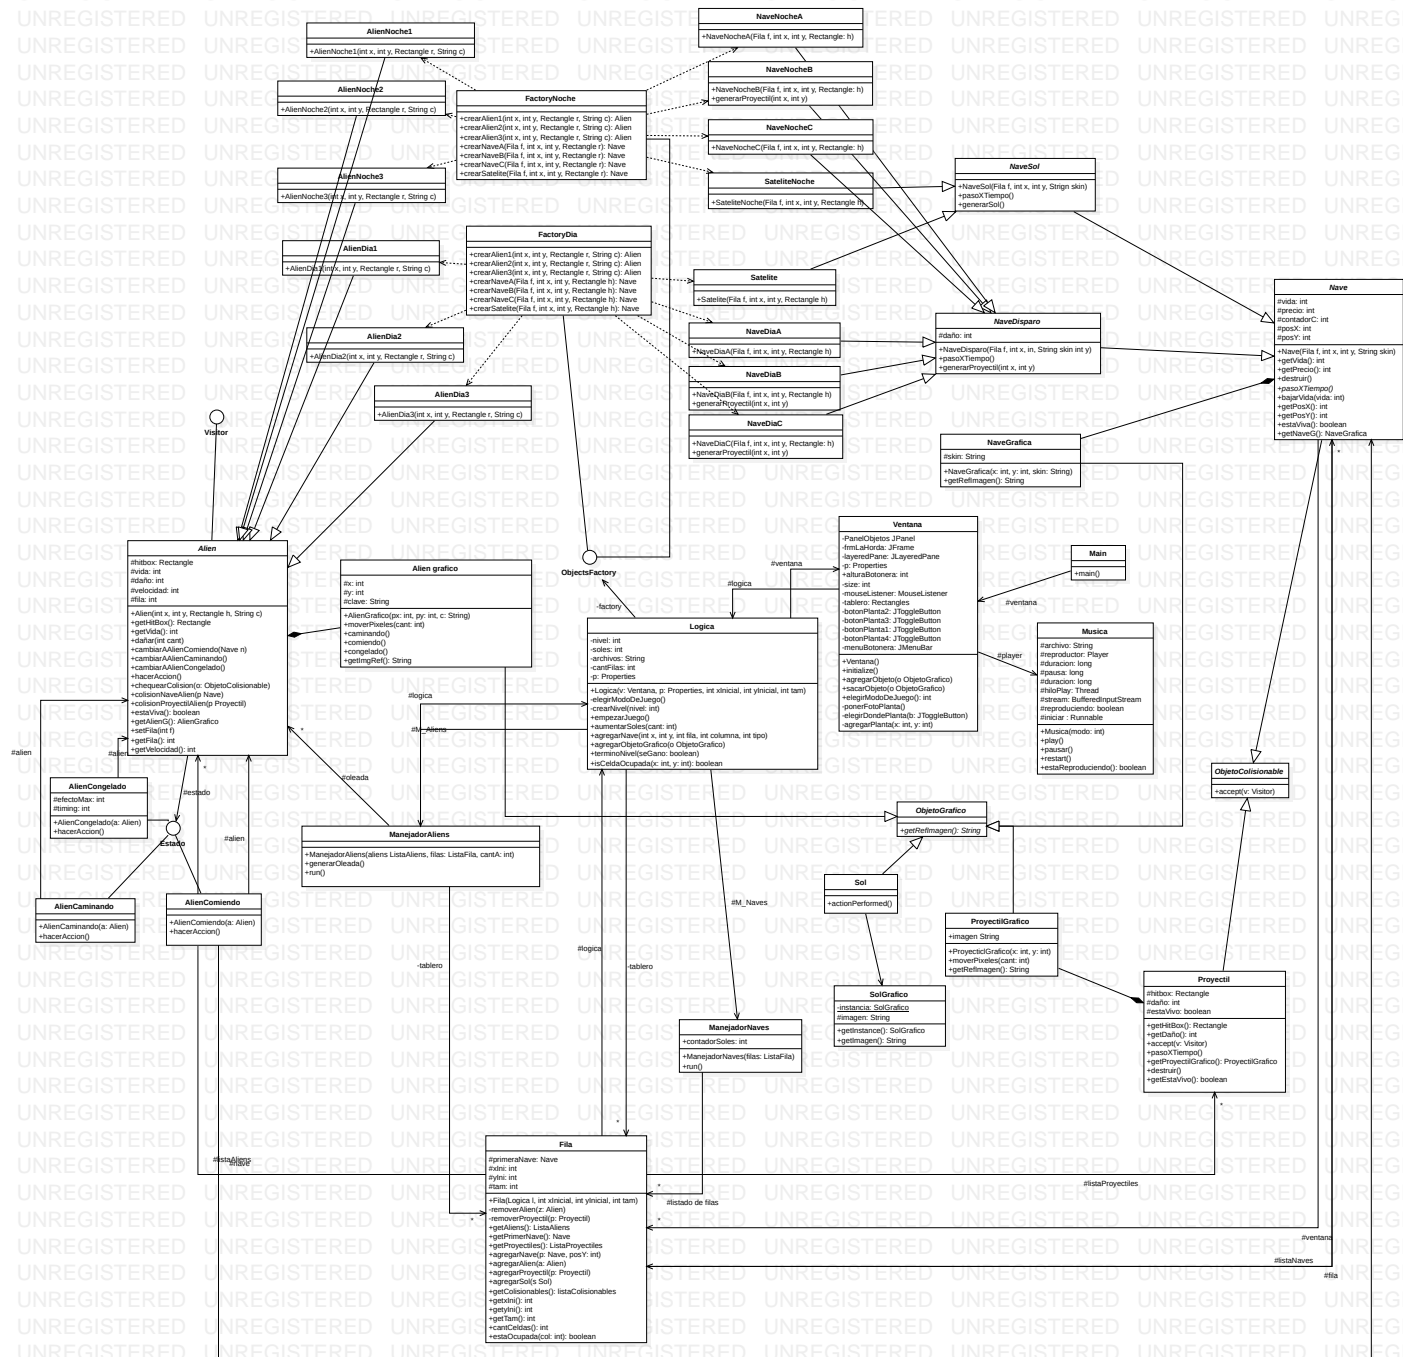 AlienNoche1
+AlienNoche1(int x, int y, Rectangle r, String c)
AlienNoche2
+AlienNoche2(int x, int y, Rectangle r, String c)
AlienNoche3
+AlienNoche3(int x, int y, Rectangle r, String c)
FactoryNoche
+crearAlien1(int x, int y, Rectangle r, String c): Alien
+crearAlien2(int x, int y, Rectangle r, String c): Alien
+crearAlien3(int x, int y, Rectangle r, String c): Alien
+crearNaveA(Fila f, int x, int y, Rectangle r): Nave
+crearNaveB(Fila f, int x, int y, Rectangle r): Nave
+crearNaveC(Fila f, int x, int y, Rectangle r): Nave
+crearSatelite(Fila f, int x, int y, Rectangle r): Nave
NaveNocheA
+NaveNocheA(Fila f, int x, int y, Rectangle: h)
NaveNocheB
+NaveNocheB(Fila f, int x, int y, Rectangle: h)
+generarProyectil(int x, int y)
NaveNocheC
+NaveNocheC(Fila f, int x, int y, Rectangle: h)
SateliteNoche
+SateliteNoche(Fila f, int x, int y, Rectangle h)
NaveSol
+NaveSol(Fila f, int x, int y, Strign skin)
+pasoXTiempo()
+generarSol()
AlienDia1
+AlienDia1(int x, int y, Rectangle r, String c)
FactoryDia
+crearAlien1(int x, int y, Rectangle r, String c): Alien
+crearAlien2(int x, int y, Rectangle r, String c): Alien
+crearAlien3(int x, int y, Rectangle r, String c): Alien
+crearNaveA(Fila f, int x, int y, Rectangle h): Nave
+crearNaveB(Fila f, int x, int y, Rectangle h): Nave
+crearNaveC(Fila f, int x, int y, Rectangle h): Nave
+crearSatelite(Fila f, int x, int y, Rectangle h): Nave
AlienDia2
+AlienDia2(int x, int y, Rectangle r, String c)
AlienDia3
+AlienDia3(int x, int y, Rectangle r, String c)
Satelite
+Satelite(Fila f, int x, int y, Rectangle h)
NaveDiaA
+NaveDiaA(Fila f, int x, int y, Rectangle h)
NaveDiaB
+NaveDiaB(Fila f, int x, int y, Rectangle h)
+generarProyectil(int x, int y)
NaveDiaC
+NaveDiaC(Fila f, int x, int y, Rectangle: h)
+generarProyectil(int x, int y)
NaveDisparo
#daño: int
+NaveDisparo(Fila f, int x, in, String skin int y)
+pasoXTiempo()
+generarProyectil(int x, int y)
Nave
#vida: int
#precio: int
#contadorC: int
#posX: int
#posY: int
+Nave(Fila f, int x, int y, String skin)
+getVida(): int
+getPrecio(): int
+destruir()
+pasoXTiempo()
+bajarVida(vida: int)
+getPosX(): int
+getPosY(): int
+estaViva(): boolean
+getNaveG(): NaveGrafica
*
NaveGrafica
#skin: String
+NaveGrafica(x: int, y: int, skin: String)
+getRefImagen(): String
Visitor
Alien
#hitbox: Rectangle
#vida: int
#daño: int
#velocidad: int
#fila: int
+Alien(int x, int y, Rectangle h, String c)
+getHitBox(): Rectangle
+getVida(): int
+dañar(int cant)
+cambiarAAlienComiendo(Nave n)
+cambiarAAlienCaminando()
+cambiarAAlienCongelado()
+hacerAccion()
+chequearColision(o: ObjetoColisionable)
+colisionNaveAlien(p Nave)
+colisionProyectilAlien(p Proyectil)
+estaViva(): boolean
+getAlienG(): AlienGrafico
+setFila(int f)
+getFila(): int
+getVelocidad(): int
Alien grafico
#x: int
#y: int
#clave: String
+AlienGrafico(px: int, py: int, c: String)
+moverPixeles(cant: int)
+caminando()
+comiendo()
+congelado()
+getImgRef(): String
ObjectsFactory
-factory
Logica
-nivel: int
-soles: int
-archivos: String
-cantFilas: int
-p: Properties
+Logica(v: Ventana, p: Properties, int xInicial, int yInicial, int tam)
-elegirModoDeJuego()
-crearNivel(nivel: int)
+empezarJuego()
+aumentarSoles(cant: int)
+agregarNave(int x, int y, int fila, int columna, int tipo)
+agregarObjetoGrafico(o ObjetoGrafico)
+terminoNivel(seGano: boolean)
+isCeldaOcupada(x: int, y: int): boolean
#ventana
#logica
Ventana
-PanelObjetos JPanel
-frmLaHorda: JFrame
-layeredPane: JLayeredPane
-p: Properties
+alturaBotonera: int
-size: int
-mouseListener: MouseListener
-tablero: Rectangles
-botonPlanta2: JToggleButton
-botonPlanta3: JToggleButton
-botonPlanta1: JToggleButton
-botonPlanta4: JToggleButton
-menuBotonera: JMenuBar
+Ventana()
+initialize()
+agregarObjeto(o ObjetoGrafico)
+sacarObjeto(o ObjetoGrafico)
+elegirModoDeJuego(): int
-ponerFotoPlanta()
-elegirDondePlanta(b: JToggleButton)
-agregarPlanta(x: int, y: int)
Main
+main()
#ventana
#player
Musica
#archivo: String
#reproductor: Player
#duracion: long
#pausa: long
#duracion: long
#hiloPlay: Thread
#stream: BufferedInputStream
#reproduciendo: boolean
#iniciar : Runnable
+Musica(modo: int)
+play()
+pausar()
+restart()
+estaReproduciendo(): boolean
#logica
#M_Aliens
*
#oleada
#alien
#alien
*
#estado
#alien
AlienCongelado
#efectoMax: int
#timing: int
+AlienCongelado(a: Alien)
+hacerAccion()
Estado
AlienCaminando
+AlienCaminando(a: Alien)
+hacerAccion()
AlienComiendo
+AlienComiendo(a: Alien)
+hacerAccion()
ManejadorAliens
+ManejadorAliens(aliens ListaAliens, filas: ListaFila, cantA: int)
+generarOleada()
+run()
ObjetoGrafico
+getRefImagen(): String
ObjetoColisionable
+accept(v: Visitor)
Sol
+actionPerformed()
#M_Naves
ProyectilGrafico
+imagen String
+ProyecticlGrafico(x: int, y: int)
+moverPixeles(cant: int)
+getRefImagen(): String
-tablero
#logica
-tablero
SolGrafico
-instancia: SolGrafico
#imagen: String
+getInstance(): SolGrafico
+getImagen(): String
Proyectil
#hitbox: Rectangle
#daño: int
#estaVivo: boolean
+getHitBox(): Rectangle
+getDaño(): int
+accept(v: Visitor)
+pasoXTiempo()
+getProyectilGrafico(): ProyectilGrafico
+destruir()
+getEstaVivo(): boolean
ManejadorNaves
+contadorSoles: int
+ManejadorNaves(filas: ListaFila)
+run()
*
*
#listaAliens
#nave
Fila
#primeraNave: Nave
#xIni: int
#yIni: int
#tam: int
+Fila(Logica l, int xInicial, int yInicial, int tam)
-removerAlien(z: Alien)
-removerProyectil(p: Proyectil)
+getAliens(): ListaAliens
+getPrimerNave(): Nave
+getProyectiles(): ListaProyectiles
+agregarNave(p: Nave, posY: int)
+agregarAlien(a: Alien)
+agregarProyectil(p: Proyectil)
+agregarSol(s Sol)
+getColisionables(): listaColisionables
+getxIni(): int
+getyIni(): int
+getTam(): int
+cantCeldas(): int
+estaOcupada(col: int): boolean
*
*
#listado de filas
*
#listaProyectiles
#ventana
#listaNaves
#fila
UNREGISTERED